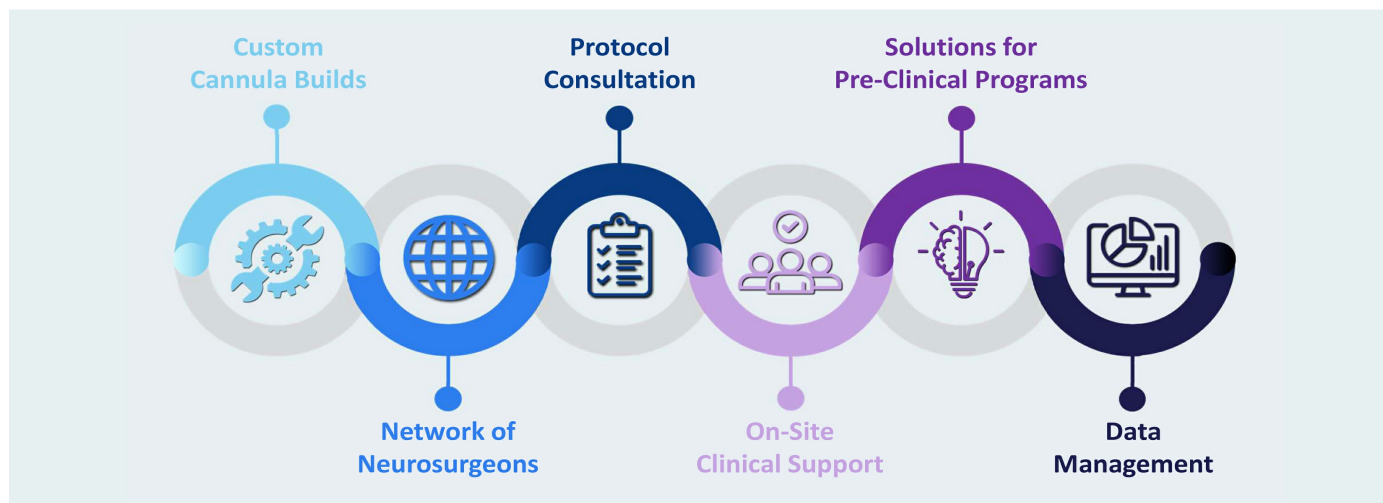 Custom
Cannula Builds
Network of
Neurosurgeons
Protocol
Consultation
On-Site
Clinical Support
Solutions for
Pre-Clinical Programs
Data
Management